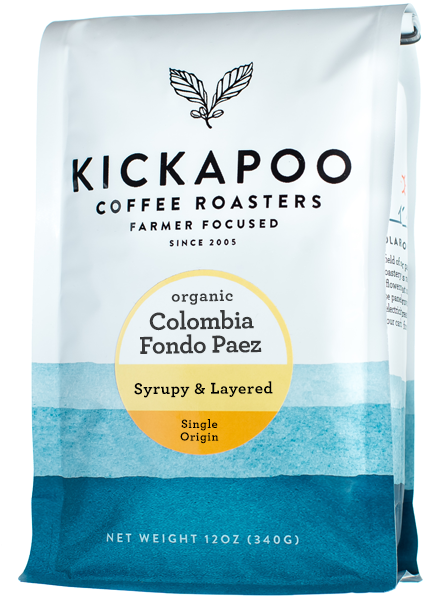 KICKAPOO
COFFEE ROASTERS
FARMER FOCUSED
SINCE 2005
organic
Colombia
Fondo Paez
Syrupy & Layered
Single
Origin
NET WEIGHT 12OZ (340G)